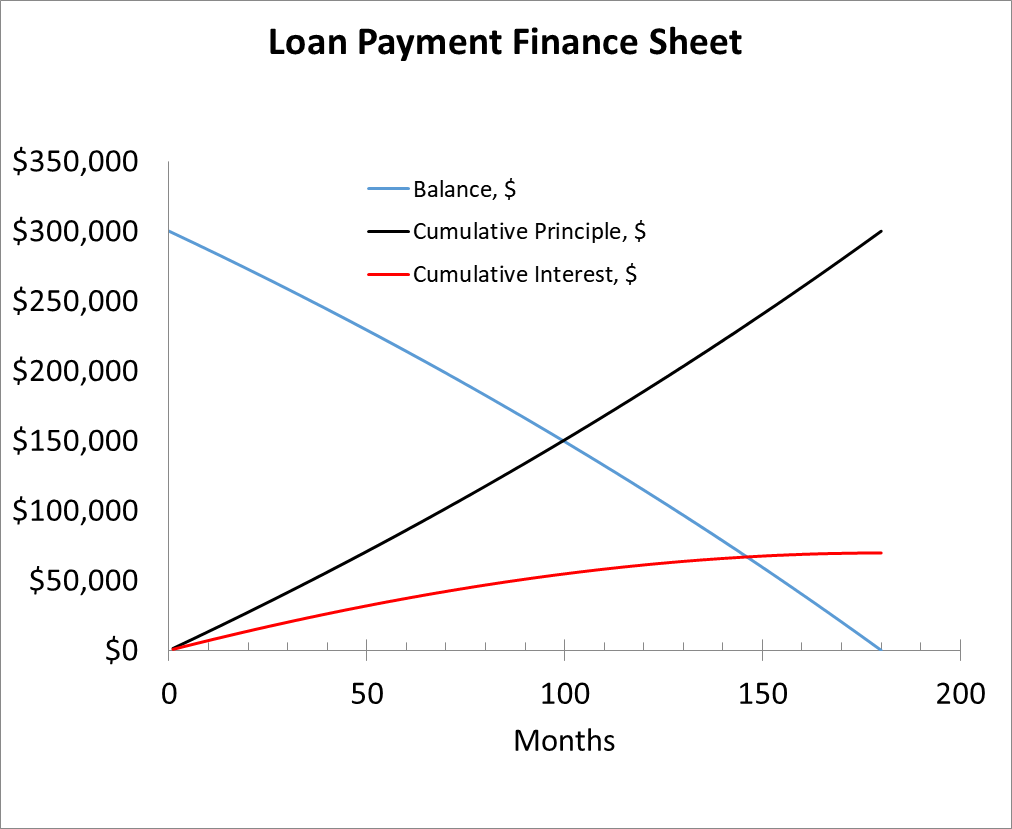 Loan Payment Finance Sheet
$350,000
$300,000
$250,000
$200,000
$150,000
$100,000
$50,000
$0
Balance, $
Cumulative Principle, $
Cumulative Interest, $
0 50 100 150 200
Months